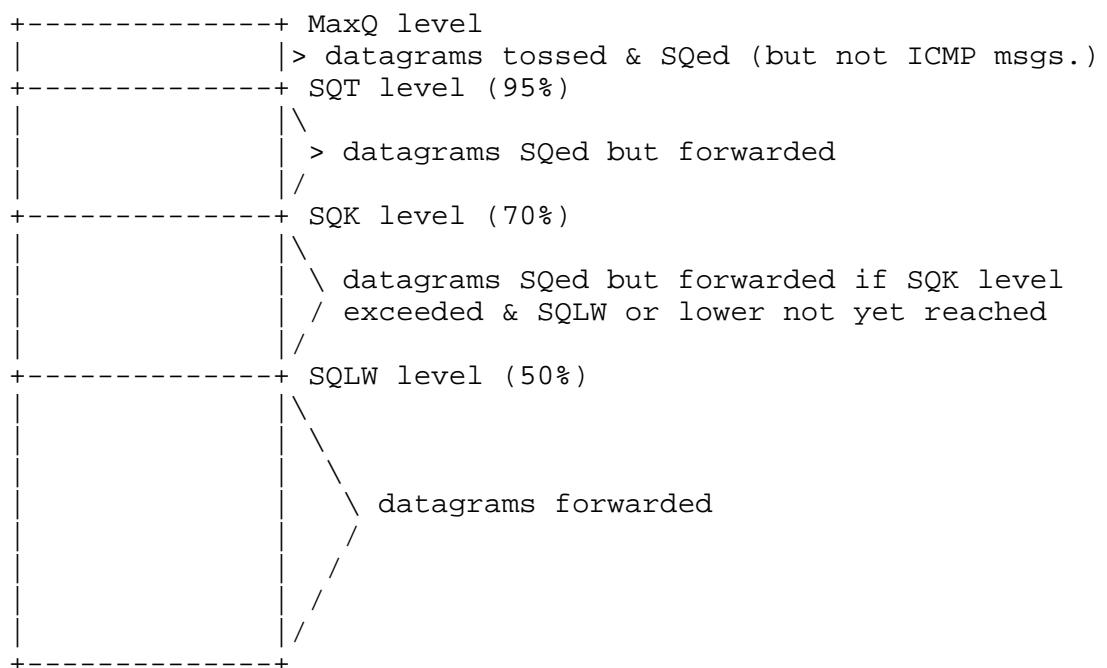 MaxQ level
> datagrams tossed & SQed (but not ICMP msgs.)
SQT level (95%)
> datagrams SQed but forwarded
SQK level (70%)
datagrams SQed but forwarded if SQK level
exceeded & SQLW or lower not yet reached
SQLW level (50%)
datagrams forwarded